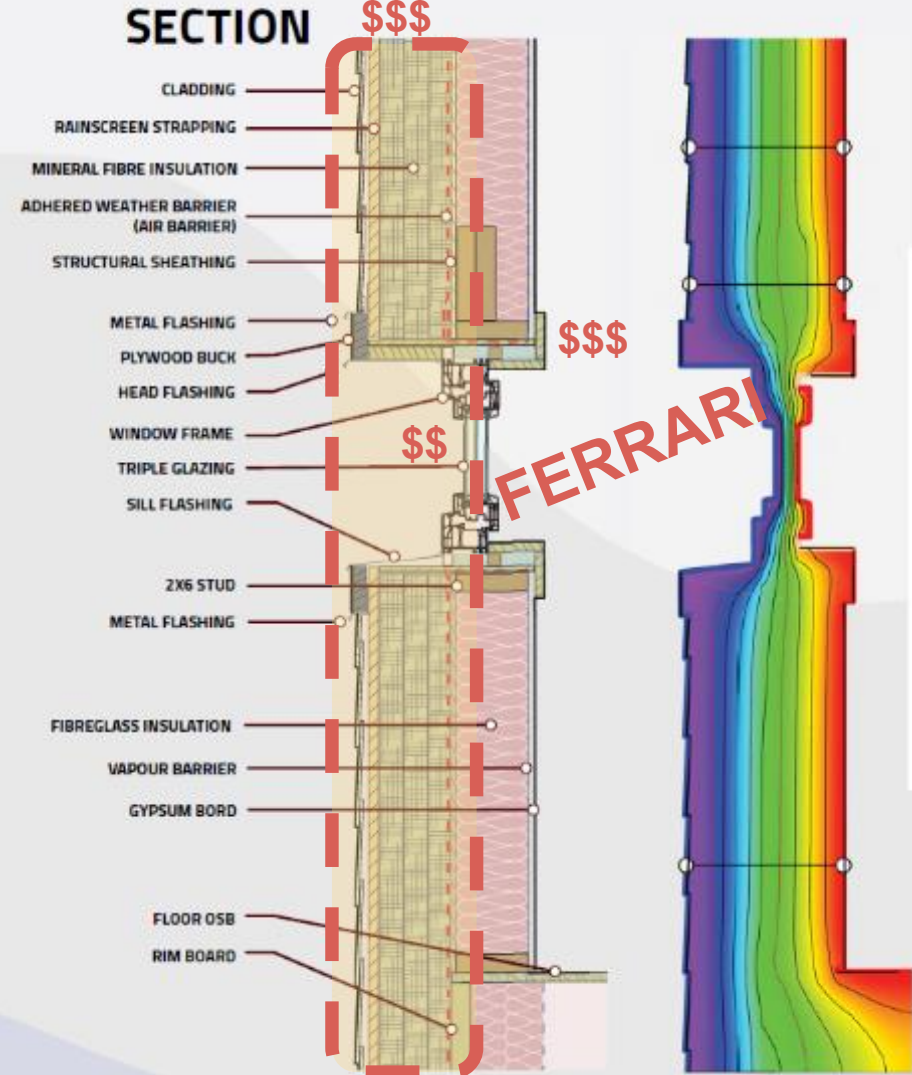 SECTION
$$$
CLADDING
RAINSCREEN STRAPPING
MINERAL FIBRE INSULATION
ADHERED WEATHER BARRIER
(AIR BARRIER)
STRUCTURAL SHEATHING
METAL FLASHING
$$$
PLYWOOD BUCK
HEAD FLASHING
WINDOW FRAME
$$
FERRARI
TRIPLE GLAZING
SILL FLASHING
2X6 STUD
METAL FLASHING
FIBREGLASS INSULATION
VAPOUR BARRIER
GYPSUM BORD
FLOOR OSB
RIM BOARD